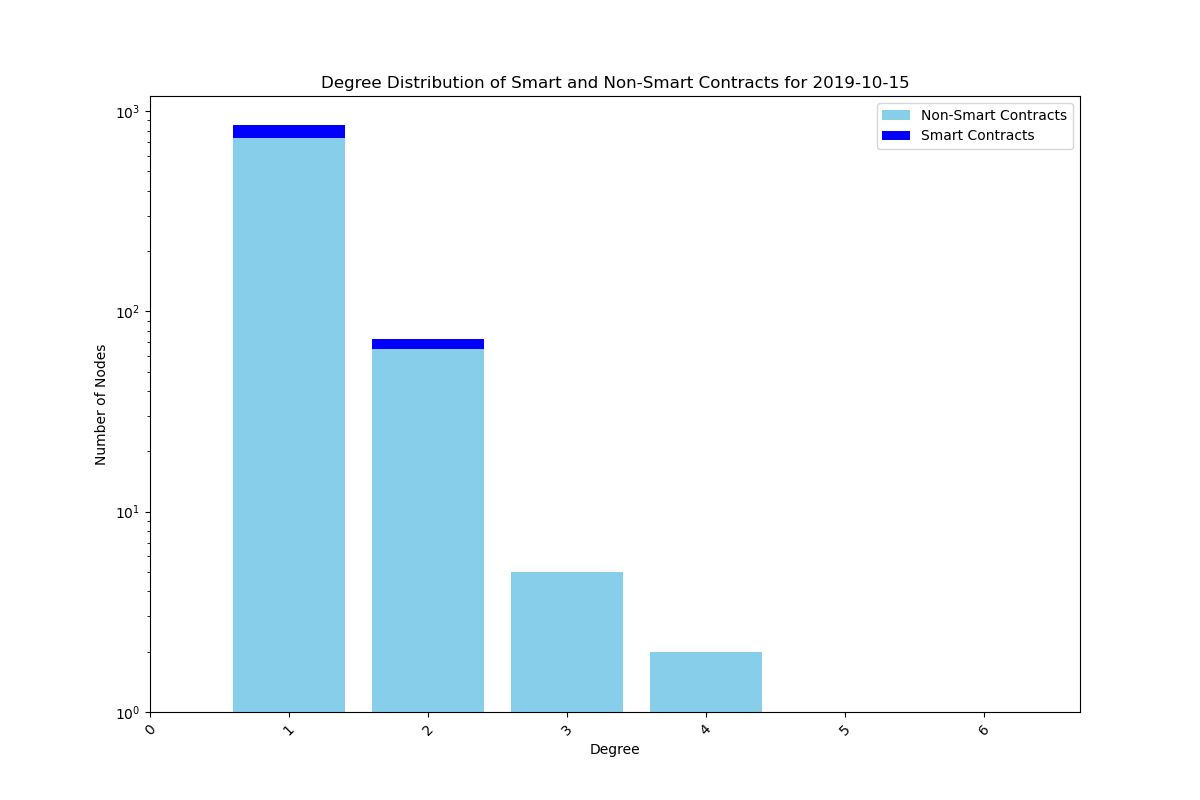 Degree Distribution of Smart and Non-Smart Contracts for 2019-10-15
Non-Smart Contracts
Smart Contracts
Number of Nodes
10³
10²
10¹
10⁰
0 1 2 3 4 5 6
Degree